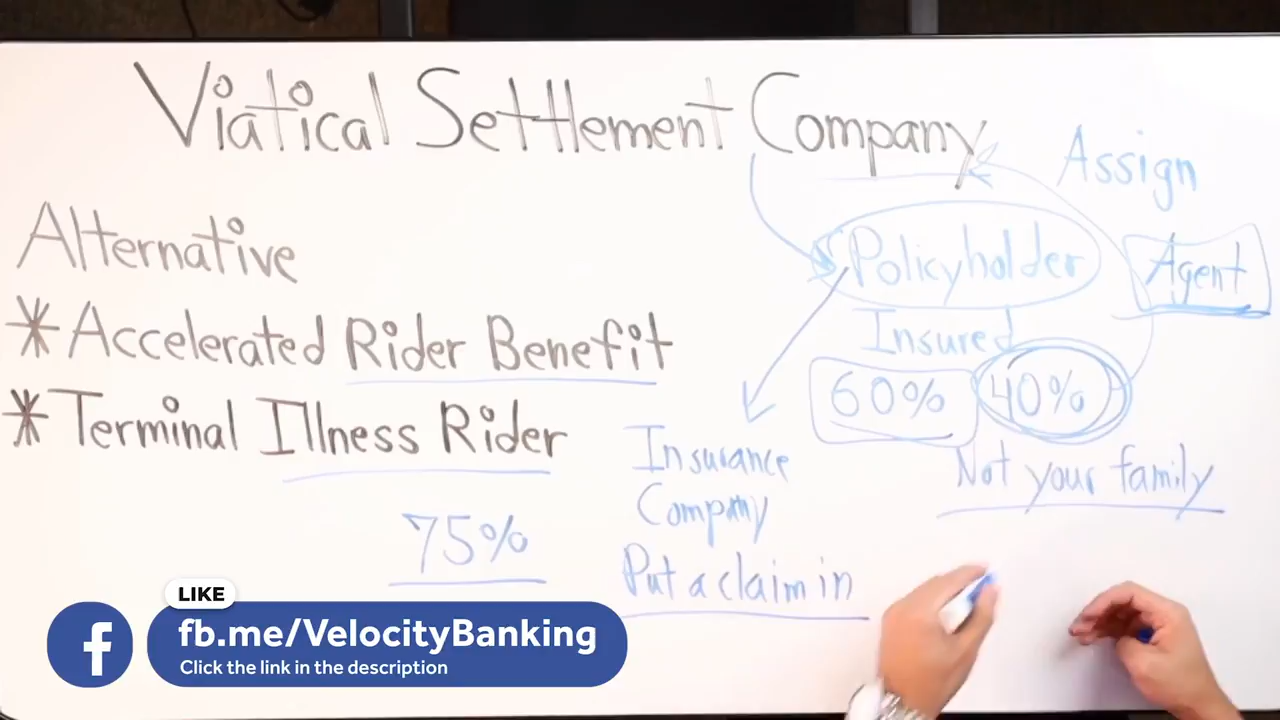 Viatical Settlement Company
Assign
Alternative
Policyholder
Agent
Insured
* Accelerated Rider Benefit
60%
40%
* Terminal Illness Rider
Insurance
Company
Not your family
75%
Put a claim in
LIKE
f
fb.me/VelocityBanking
Click the link in the description